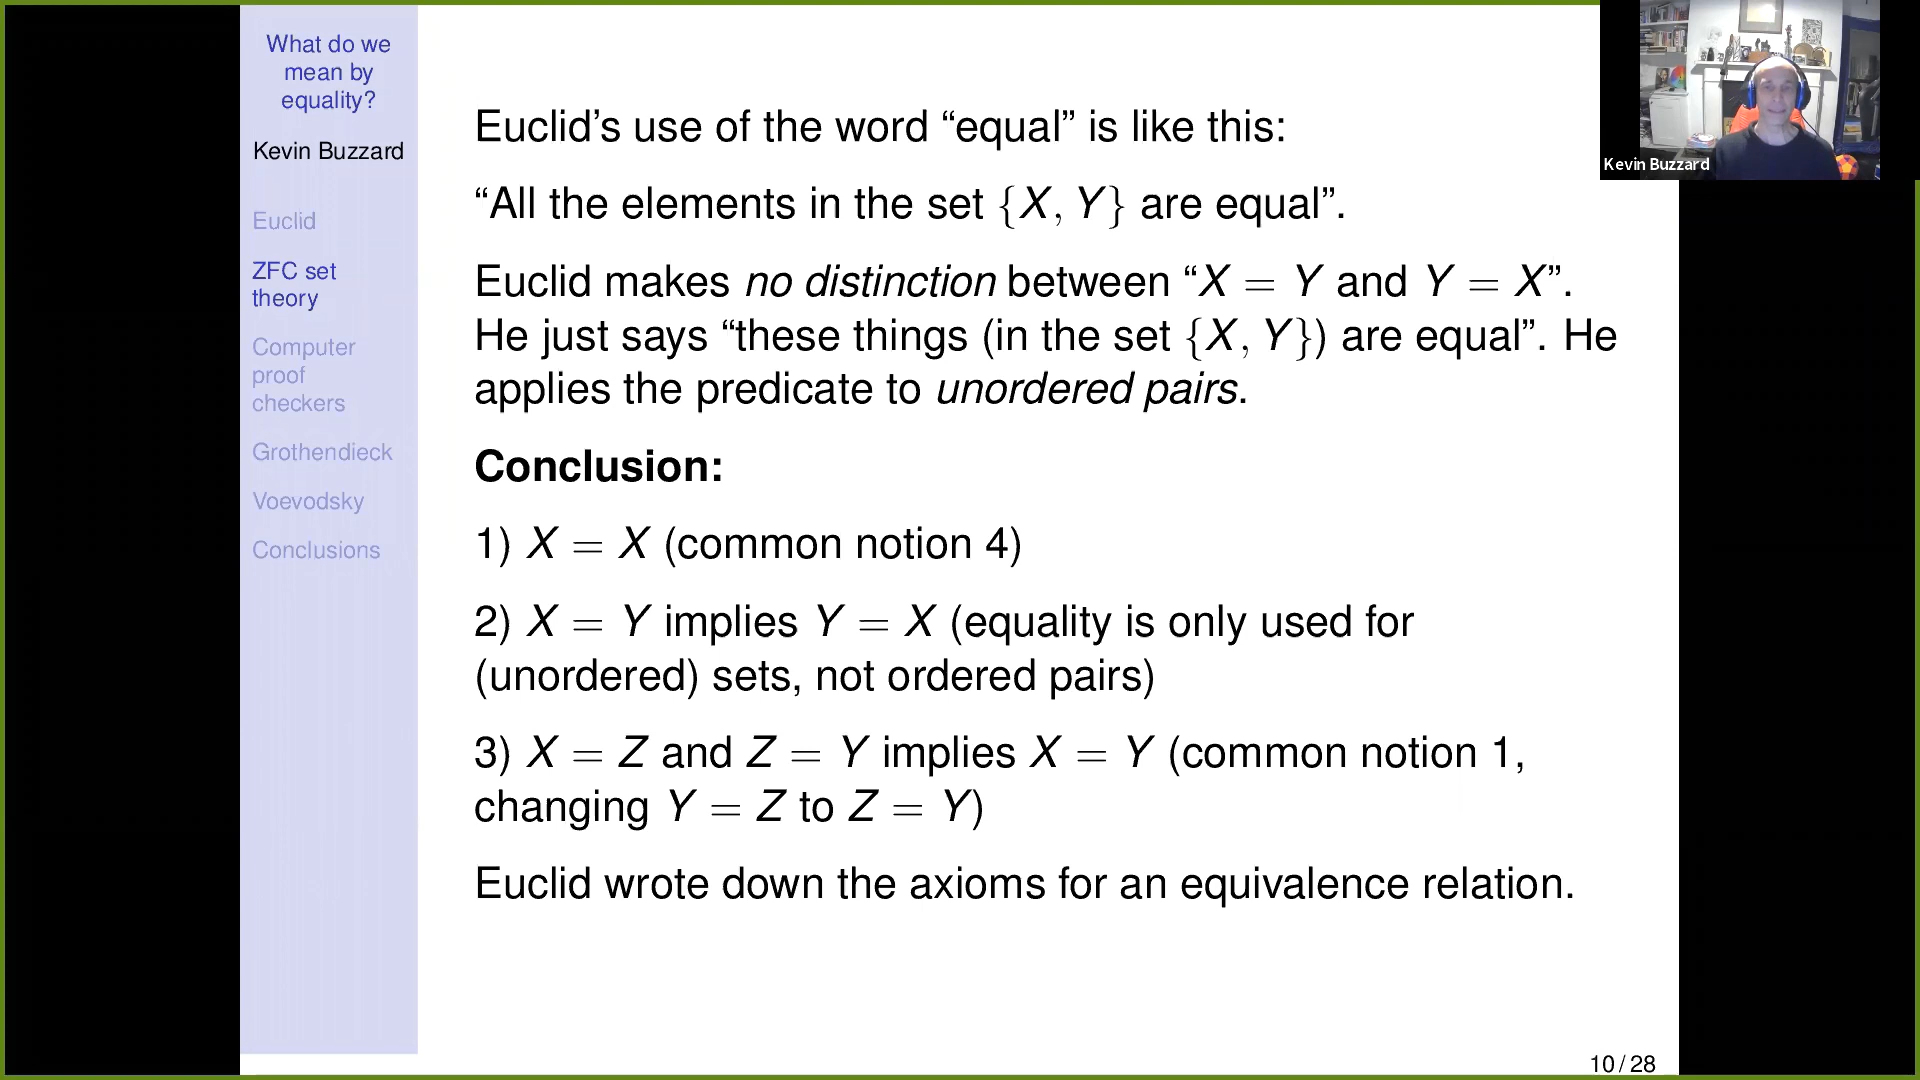 What do we
mean by
equality?
Kevin Buzzard
Euclid
ZFC set
theory
Computer
proof
checkers
Grothendieck
Voevodsky
Conclusions
Euclid’s use of the word “equal” is like this:
“All the elements in the set {X, Y} are equal”.
Euclid makes no distinction between “X = Y and Y = X”.
He just says “these things (in the set {X, Y}) are equal”. He
applies the predicate to unordered pairs.
Conclusion:
1) X = X (common notion 4)
2) X = Y implies Y = X (equality is only used for
(unordered) sets, not ordered pairs)
3) X = Z and Z = Y implies X = Y (common notion 1,
changing Y = Z to Z = Y)
Euclid wrote down the axioms for an equivalence relation.
10 / 28
Kevin Buzzard